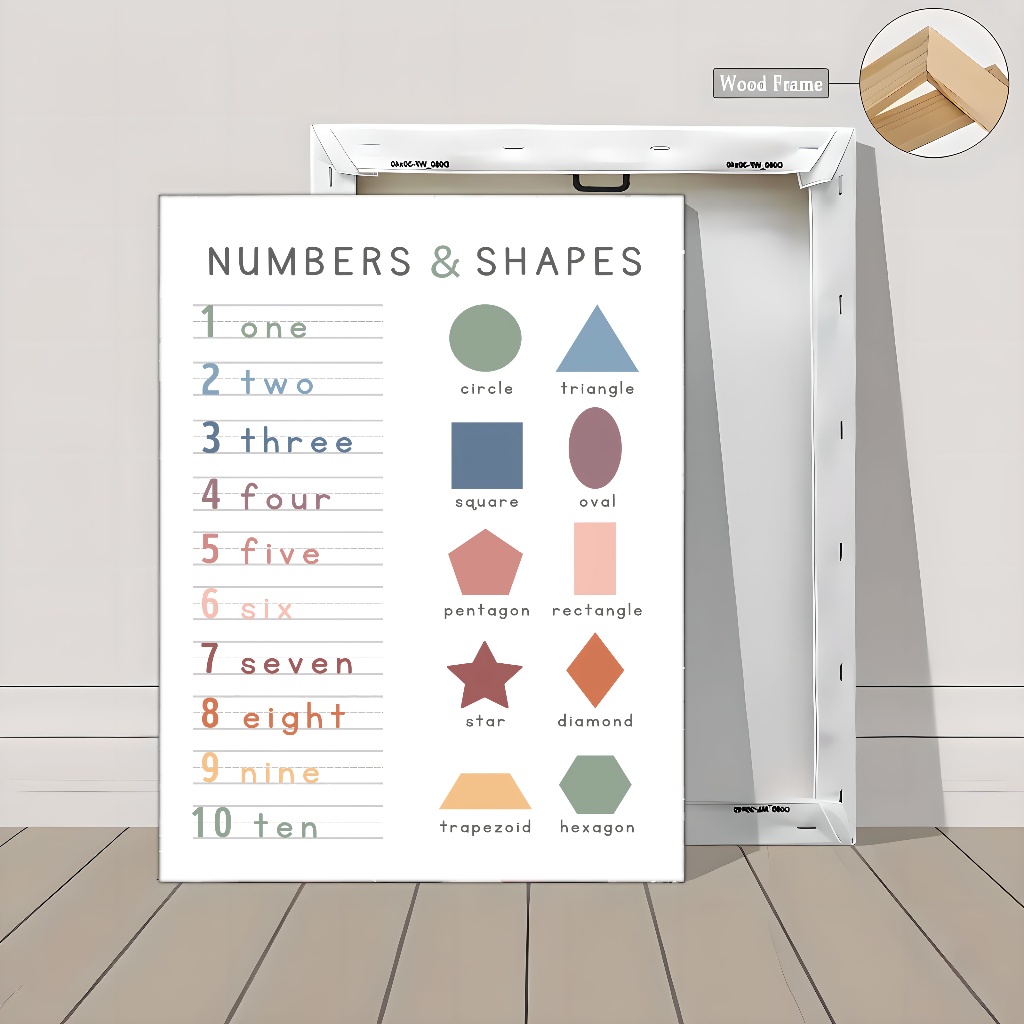 Wood Frame
NUMBERS & SHAPES
1 one
2 two
3 three
4 four
5 five
6 six
7 seven
8 eight
9 nine
10 ten
circle
triangle
square
oval
pentagon
rectangle
star
diamond
trapezoid
hexagon